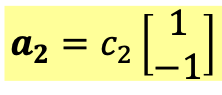 a₂ = c₂ [1
-1]